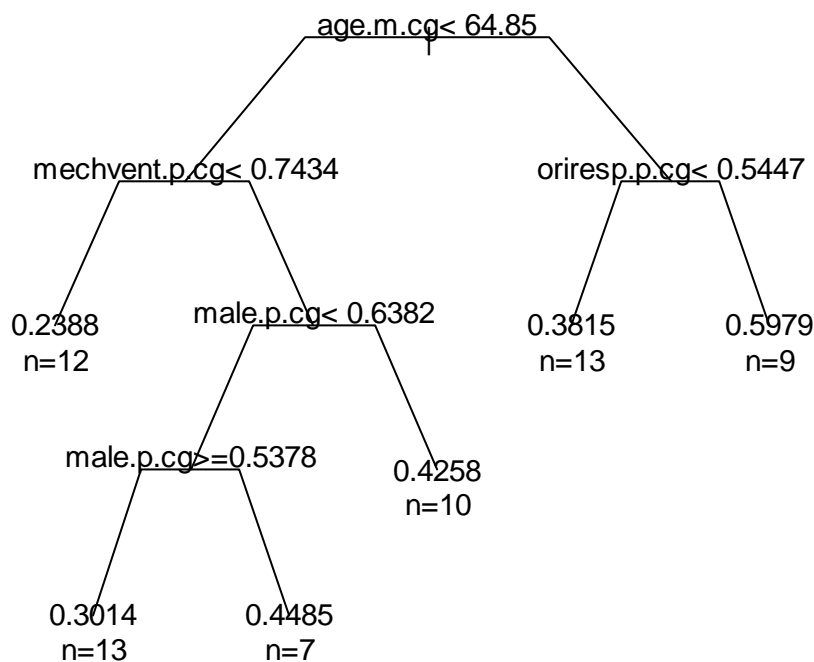 age.m.cg< 64.85
mechvent.p.cg< 0.7434
oriresp.p.cg< 0.5447
0.2388
n=12
male.p.cg< 0.6382
0.3815
n=13
0.5979
n=9
male.p.cg>=0.5378
0.4258
n=10
0.3014
n=13
0.4485
n=7